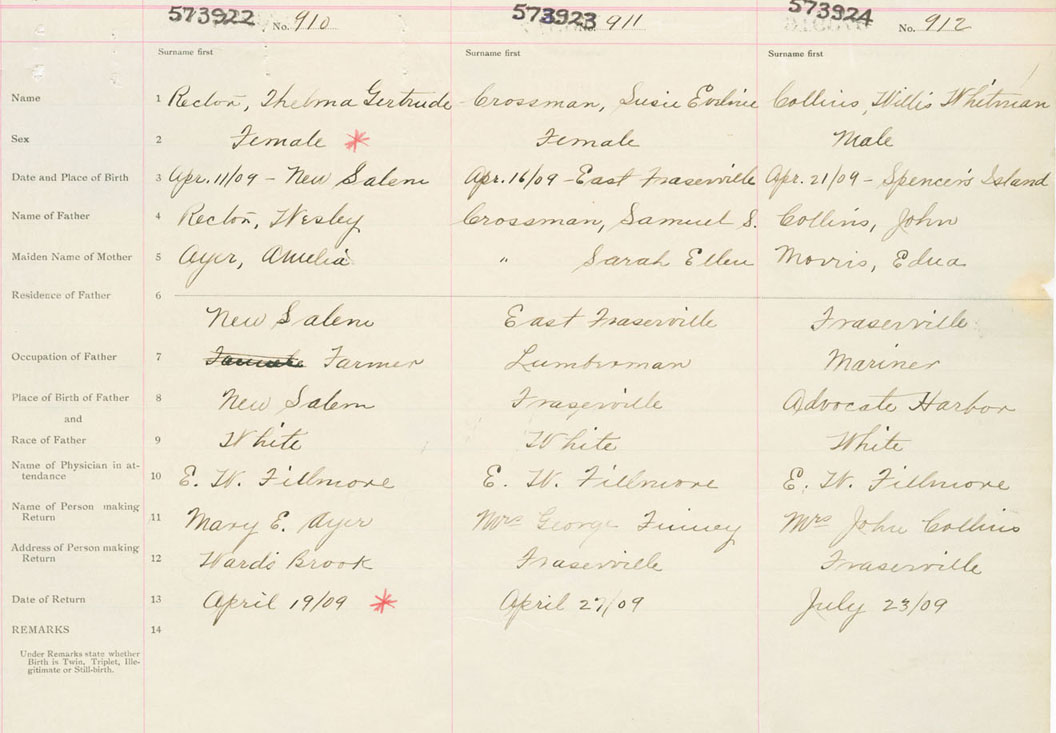 573922 No. 910 573923 No. 911 573924 No. 912
Surname first Surname first Surname first
Name 1 Rector, Thelma Gertrude Crossman, Susie Collins, Willis Whitman
Sex 2 Female * Female Male
Date and Place of Birth 3 Apr. 11/09 - New Salem Apr. 16/09 - East Fraserville Apr. 21/09 - Spencer's Island
Name of Father 4 Rector, Wesley Crossman, Samuel S. Collins, John
Maiden Name of Mother 5 Ayer, Amelia " Sarah Ellen Morris, Edna
Residence of Father 6
New Salem East Fraserville Fraserville
Occupation of Father 7 Farmer Lumberman Mariner
Place of Birth of Father 8 New Salem Fraserville Advocate Harbor
and
Race of Father 9 White White White
Name of Physician in at-
tendance 10 E. W. Fillmore E. W. Fillmore E. W. Fillmore
Name of Person making
Return 11 Mary E. Ayer Mrs George Finney Mrs John Collins
Address of Person making
Return 12 Wards Brook Fraserville Fraserville
Date of Return 13 April 19/09 * April 27/09 July 23/09
REMARKS 14
Under Remarks state whether
Birth is Twin, Triplet, Ille-
gitimate or Still-birth.